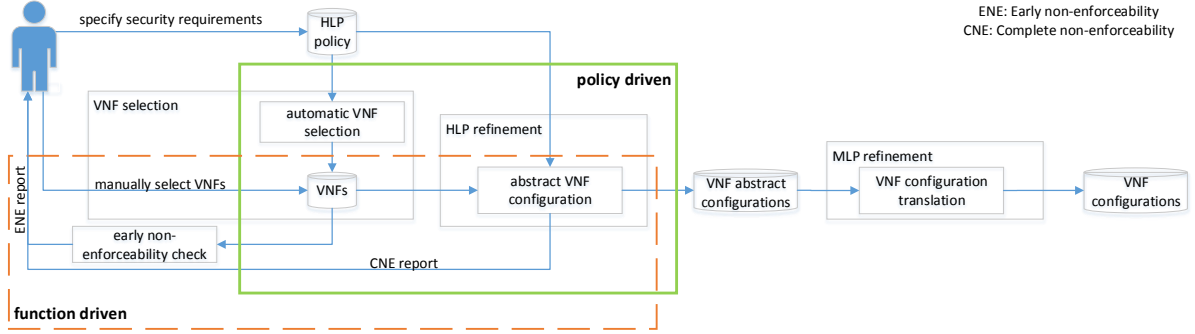 specify security requirements
HLP
policy
ENE: Early non-enforceability
CNE: Complete non-enforceability
policy driven
VNF selection
automatic VNF
selection
HLP refinement
MLP refinement
manually select VNFs
VNFs
abstract VNF
configuration
VNF abstract
configurations
VNF configuration
translation
VNF
configurations
ENE report
early non-
enforceability check
CNE report
function driven